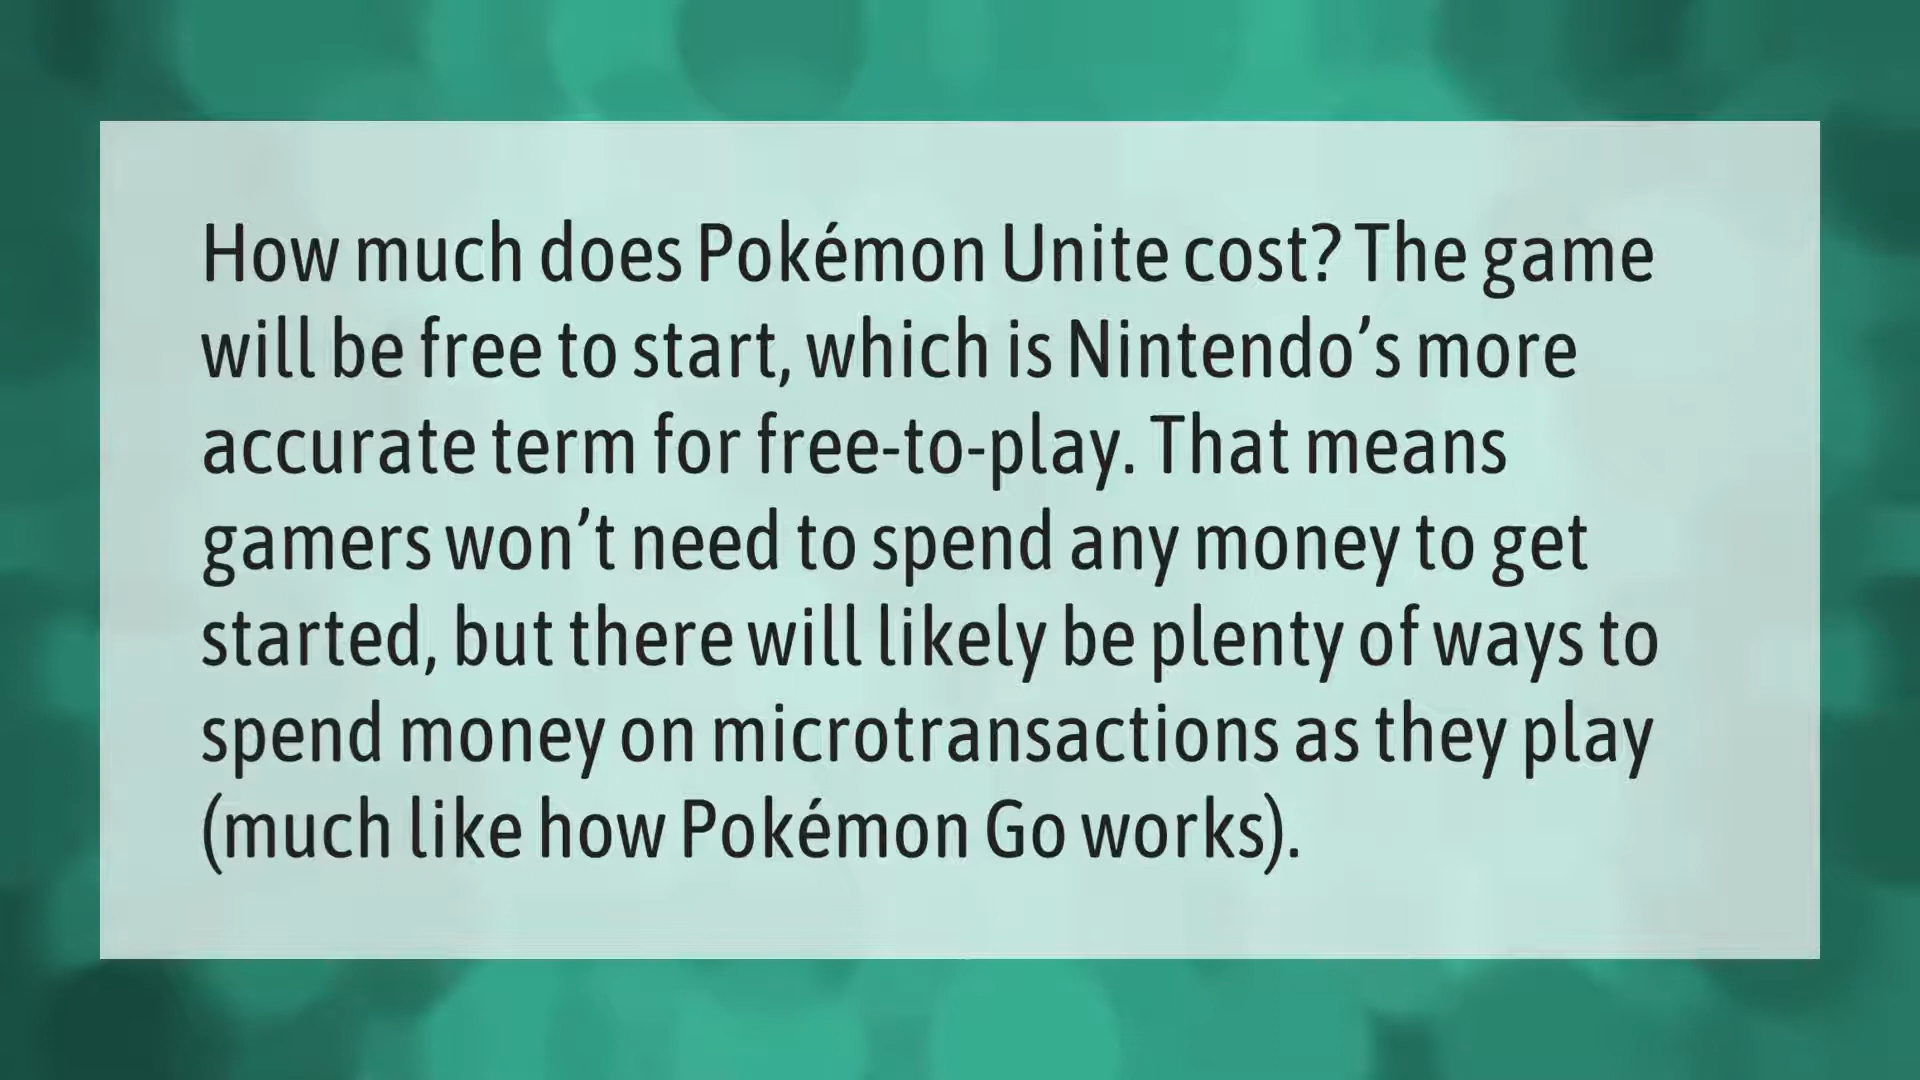 How much does Pokémon Unite cost? The game
will be free to start, which is Nintendo’s more
accurate term for free-to-play. That means
gamers won’t need to spend any money to get
started, but there will likely be plenty of ways to
spend money on microtransactions as they play
(much like how Pokémon Go works).